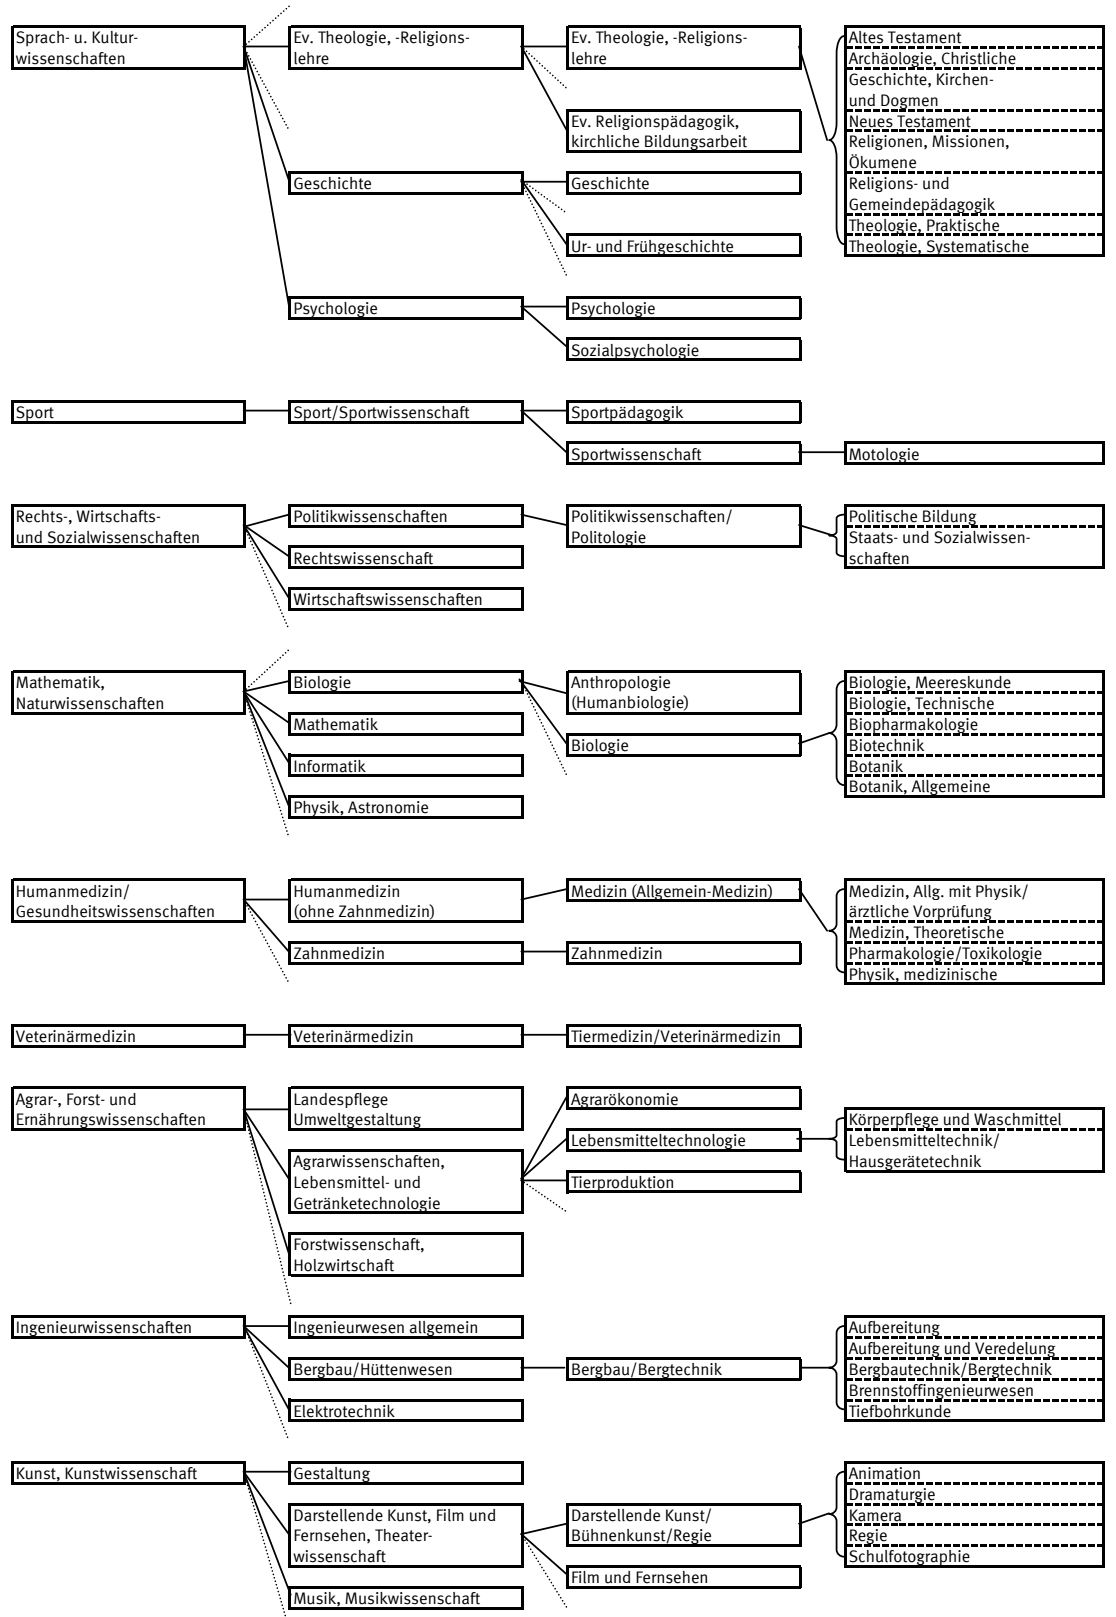 Sprach- u. Kultur-
wissenschaften
Ev. Theologie, -Religions-
lehre
Ev. Theologie, -Religions-
lehre
Altes Testament
Archäologie, Christliche
Geschichte, Kirchen-
und Dogmen
Neues Testament
Religionen, Missionen,
Ökumene
Religions- und
Gemeindepädagogik
Theologie, Praktische
Theologie, Systematische
Ev. Religionspädagogik,
kirchliche Bildungsarbeit
Geschichte
Geschichte
Ur- und Frühgeschichte
Psychologie
Psychologie
Sozialpsychologie
Sport
Sport/Sportwissenschaft
Sportpädagogik
Sportwissenschaft
Motologie
Rechts-, Wirtschafts-
und Sozialwissenschaften
Politikwissenschaften
Politikwissenschaften/
Politologie
Politische Bildung
Staats- und Sozialwissen-
schaften
Rechtswissenschaft
Wirtschaftswissenschaften
Mathematik,
Naturwissenschaften
Biologie
Anthropologie
(Humanbiologie)
Biologie
Biologie, Meereskunde
Biologie, Technische
Biopharmakologie
Biotechnik
Botanik
Botanik, Allgemeine
Mathematik
Informatik
Physik, Astronomie
Humanmedizin/
Gesundheitswissenschaften
Humanmedizin
(ohne Zahnmedizin)
Medizin (Allgemein-Medizin)
Medizin, Allg. mit Physik/
ärztliche Vorprüfung
Medizin, Theoretische
Pharmakologie/Toxikologie
Physik, medizinische
Zahnmedizin
Zahnmedizin
Veterinärmedizin
Veterinärmedizin
Tiermedizin/Veterinärmedizin
Agrar-, Forst- und
Ernährungswissenschaften
Landespflege
Umweltgestaltung
Agrarwissenschaften,
Lebensmittel- und
Getränketechnologie
Agrarökonomie
Lebensmitteltechnologie
Körperpflege und Waschmittel
Lebensmitteltechnik/
Hausgerätetechnik
Tierproduktion
Forstwissenschaft,
Holzwirtschaft
Ingenieurwissenschaften
Ingenieurwesen allgemein
Bergbau/Hüttenwesen
Bergbau/Bergtechnik
Aufbereitung
Aufbereitung und Veredelung
Bergbautechnik/Bergtechnik
Brennstoffingenieurwesen
Tiefbohrkunde
Elektrotechnik
Kunst, Kunstwissenschaft
Gestaltung
Darstellende Kunst, Film und
Fernsehen, Theater-
wissenschaft
Darstellende Kunst/
Bühnenkunst/Regie
Animation
Dramaturgie
Kamera
Regie
Schulfotographie
Film und Fernsehen
Musik, Musikwissenschaft